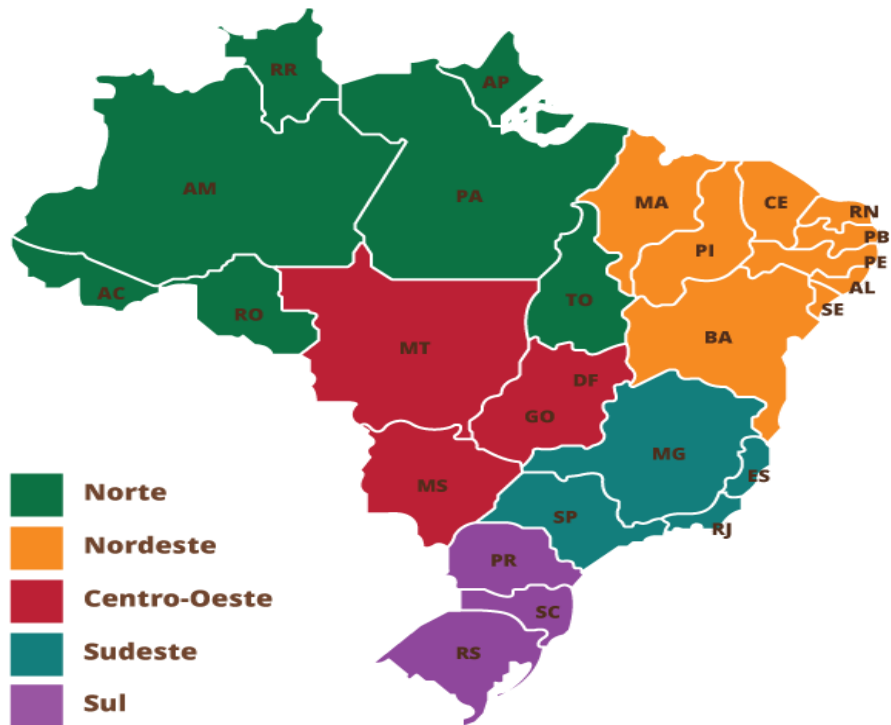 RR
AP
AM
PA
MA
CE
RN
PB
PI
PE
AC
AL
RO
TO
SE
MT
BA
DF
GO
MG
MS
ES
SP
RJ
PR
SC
RS
Norte
Nordeste
Centro-Oeste
Sudeste
Sul